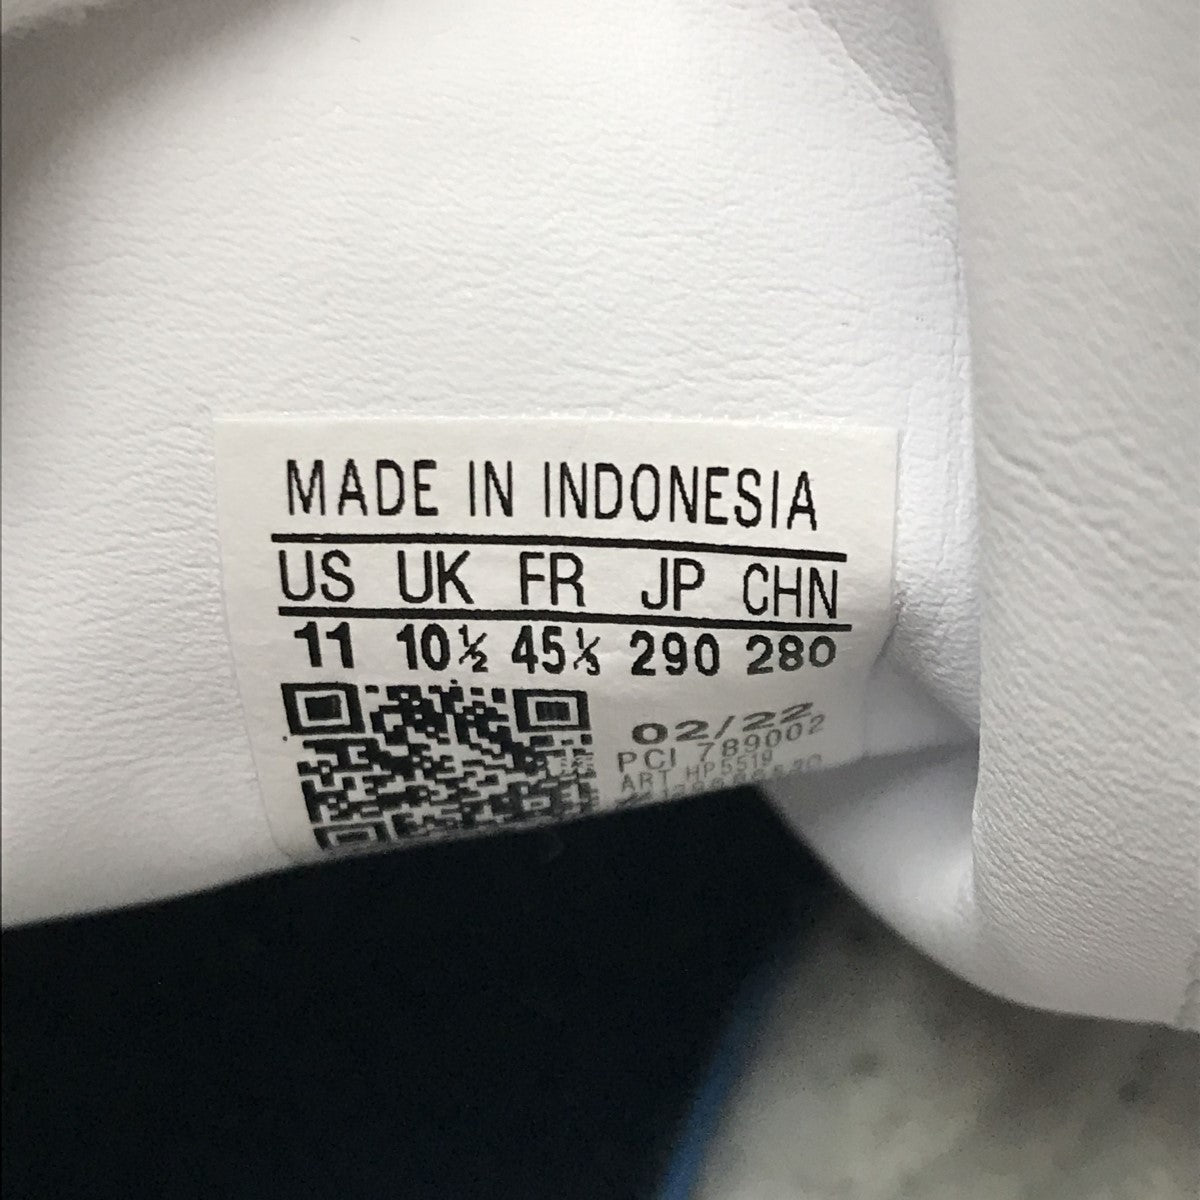 MADE IN INDONESIA
US UK FR JP CHN
11 10½ 45⅓ 290 280
02/22
PCI 789002
ART HP5519